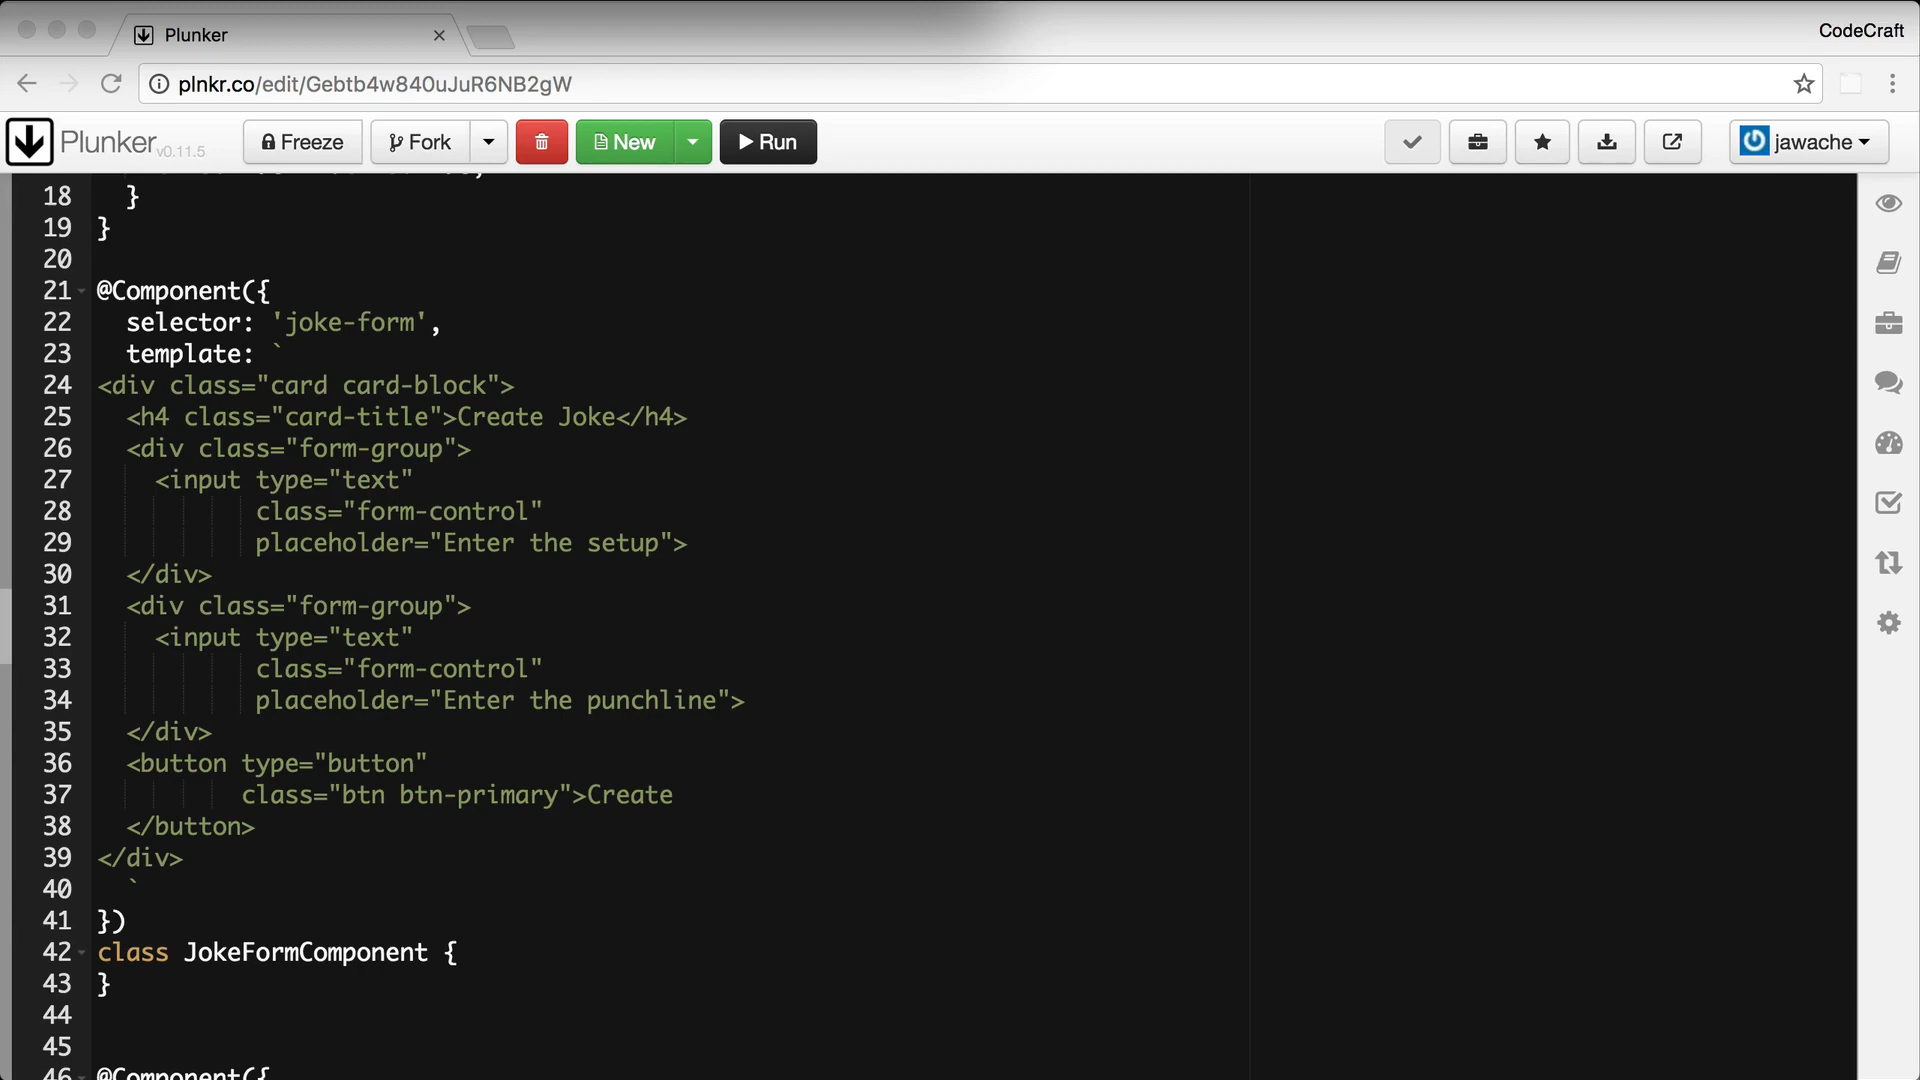 Plunker
CodeCraft
plnkr.co/edit/Gebtb4w840uJuR6NB2gW
Plunker v0.11.5 Freeze Fork New Run jawache
18 }
19 }
20
21 @Component({
22 selector: 'joke-form',
23 template: `
24 <div class="card card-block">
25 <h4 class="card-title">Create Joke</h4>
26 <div class="form-group">
27 <input type="text"
28 class="form-control"
29 placeholder="Enter the setup">
30 </div>
31 <div class="form-group">
32 <input type="text"
33 class="form-control"
34 placeholder="Enter the punchline">
35 </div>
36 <button type="button"
37 class="btn btn-primary">Create
38 </button>
39 </div>
40 `
41 })
42 class JokeFormComponent {
43 }
44
45
46 @Component({